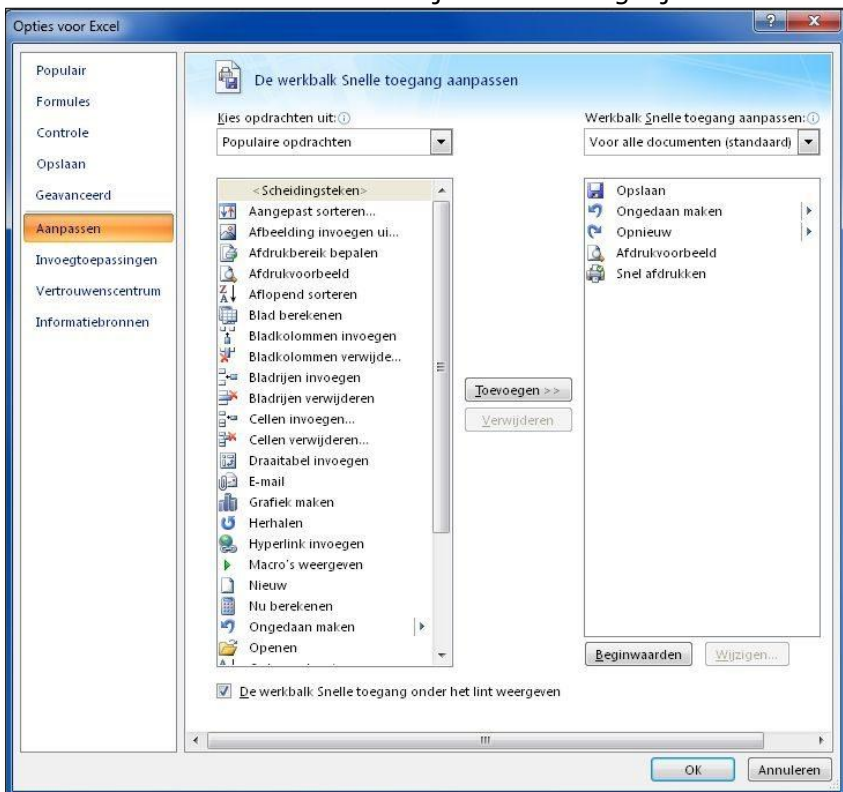 Opties voor Excel
Populair
Formules
Controle
Opslaan
Geavanceerd
Aanpassen
Invoegtoepassingen
Vertrouwenscentrum
Informatiebronnen
De werkbalk Snelle toegang aanpassen
Kies opdrachten uit:
Populaire opdrachten
<Scheidingsteken>
Aangepast sorteren...
Afbeelding invoegen ui...
Afdrukbereik bepalen
Afdrukvoorbeeld
Aflopend sorteren
Blad berekenen
Bladkolommen invoegen
Bladkolommen verwijde...
Bladrijen invoegen
Bladrijen verwijderen
Cellen invoegen...
Cellen verwijderen...
Draaitabel invoegen
E-mail
Grafiek maken
Herhalen
Hyperlink invoegen
Macro's weergeven
Nieuw
Nu berekenen
Ongedaan maken
Openen
Toevoegen >>
Verwijderen
Werkbalk Snelle toegang aanpassen:
Voor alle documenten (standaard)
Opslaan
Ongedaan maken
Opnieuw
Afdrukvoorbeeld
Snel afdrukken
Beginwaarden
Wijzigen...
De werkbalk Snelle toegang onder het lint weergeven
OK
Annuleren